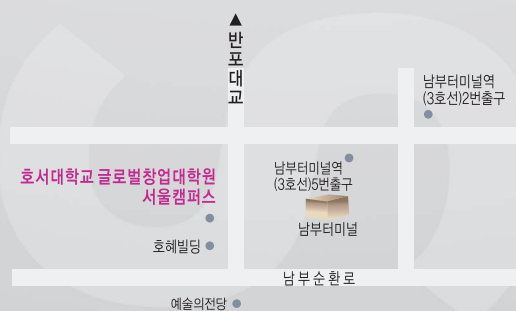 ▲
반포대교
남부터미널역
(3호선)2번출구
호서대학교 글로벌창업대학원
서울캠퍼스
남부터미널역
(3호선)5번출구
남부터미널
호혜빌딩
남부순환로
예술의전당